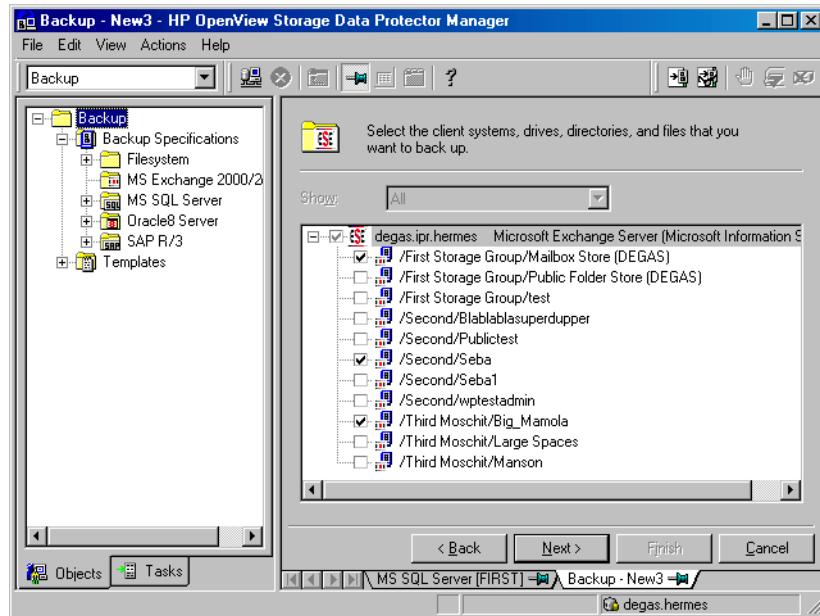 Backup - New3 - HP OpenView Storage Data Protector Manager
File Edit View Actions Help
Backup
?
Backup
Backup Specifications
Filesystem
MS Exchange 2000/2
MS SQL Server
Oracle8 Server
SAP R/3
Templates
Objects
Tasks
Select the client systems, drives, directories, and files that you
want to back up.
Show:
All
degas.ipr.hermes Microsoft Exchange Server (Microsoft Information S
/First Storage Group/Mailbox Store (DEGAS)
/First Storage Group/Public Folder Store (DEGAS)
/First Storage Group/test
/Second/Blablablasuperdupper
/Second/Publictest
/Second/Seba
/Second/Seba1
/Second/wptestadmin
/Third Moschit/Big_Mamola
/Third Moschit/Large Spaces
/Third Moschit/Manson
< Back Next > Finish Cancel
MS SQL Server [FIRST] Backup - New3
degas.hermes